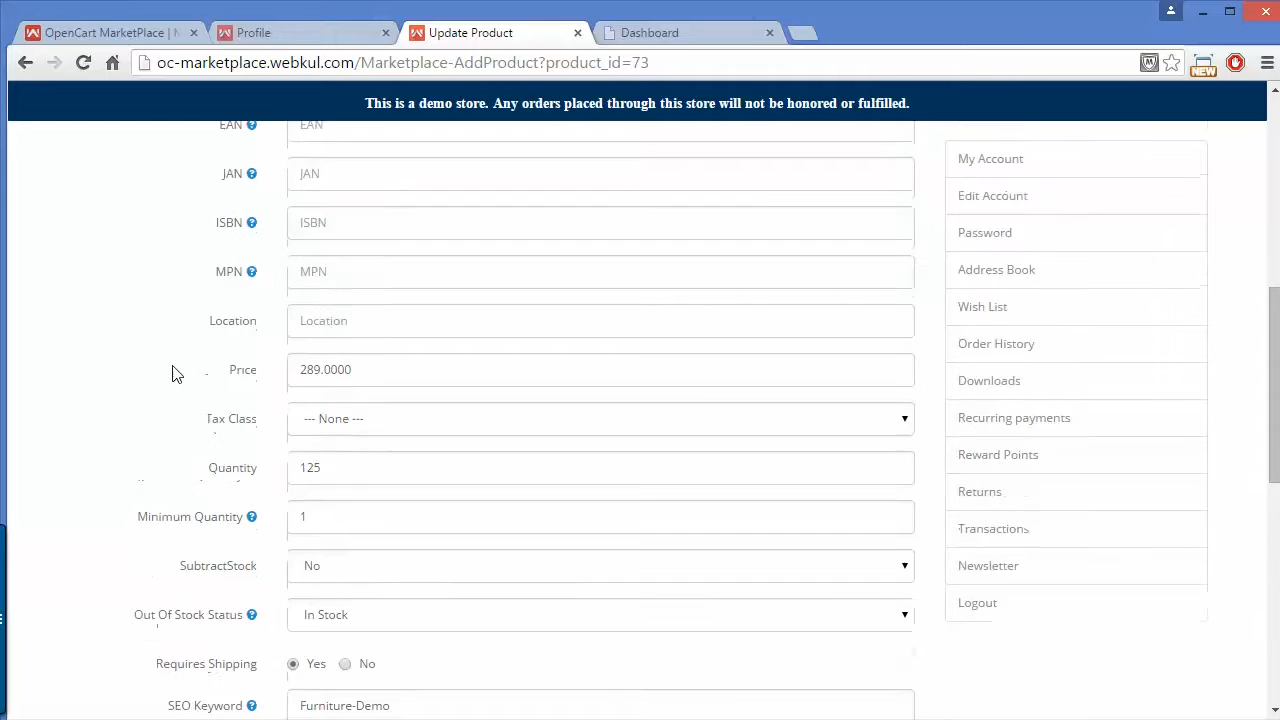 OpenCart MarketPlace | N
Profile
Update Product
Dashboard
oc-marketplace.webkul.com/Marketplace-AddProduct?product_id=73
NEW
This is a demo store. Any orders placed through this store will not be honored or fulfilled.
EAN
EAN
JAN
JAN
ISBN
ISBN
MPN
MPN
Location
Location
Price
289.0000
Tax Class
--- None ---
Quantity
125
Minimum Quantity
1
SubtractStock
No
Out Of Stock Status
In Stock
Requires Shipping
Yes
No
SEO Keyword
Furniture-Demo
My Account
Edit Account
Password
Address Book
Wish List
Order History
Downloads
Recurring payments
Reward Points
Returns
Transactions
Newsletter
Logout